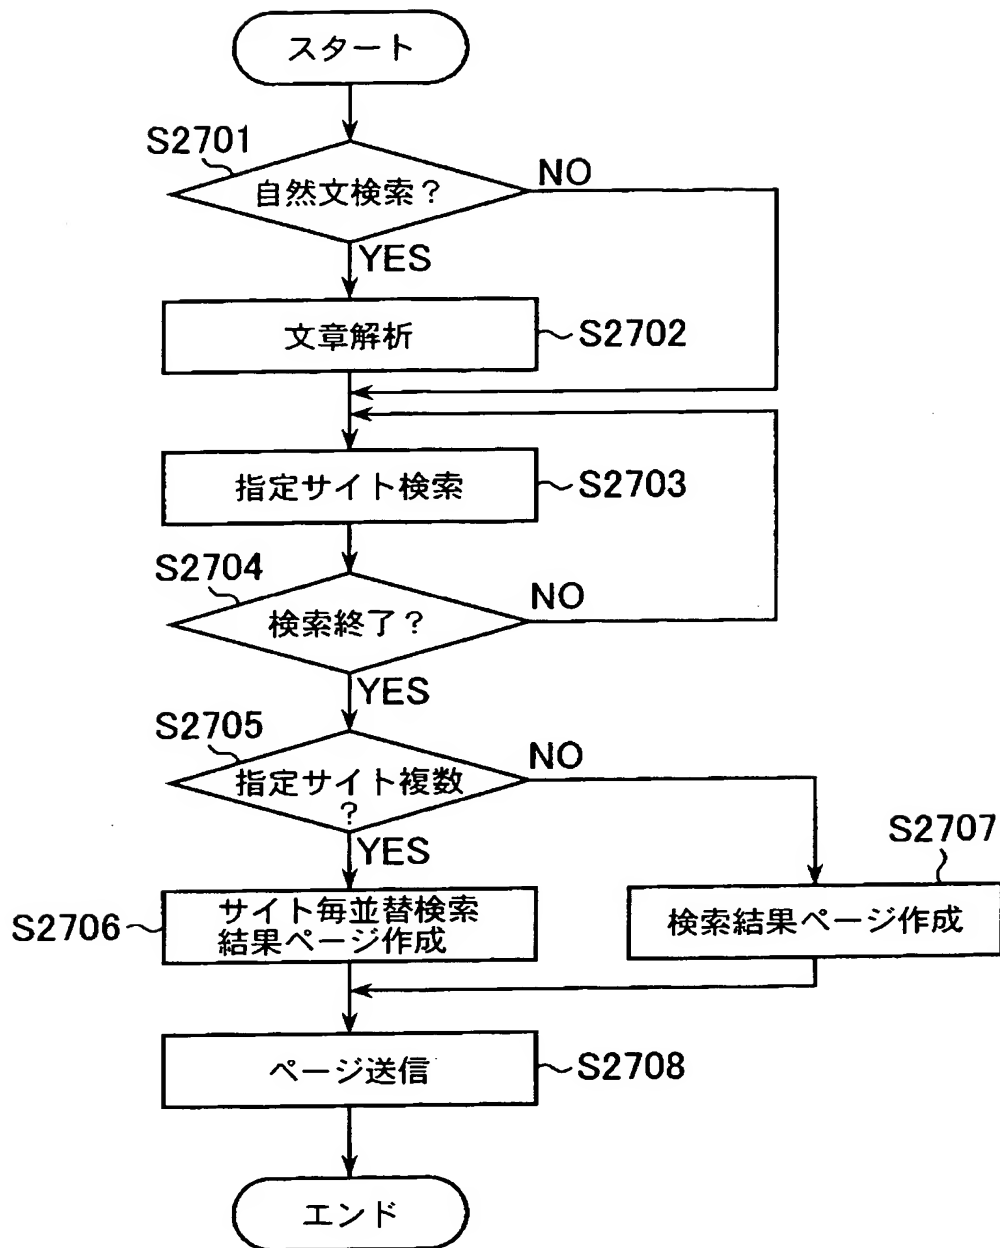 スタート
S2701
自然文検索？
NO
YES
文章解析
S2702
指定サイト検索
S2703
S2704
検索終了？
NO
YES
S2705
指定サイト複数
？
NO
YES
S2707
S2706
サイト毎並替検索
結果ページ作成
検索結果ページ作成
ページ送信
S2708
エンド